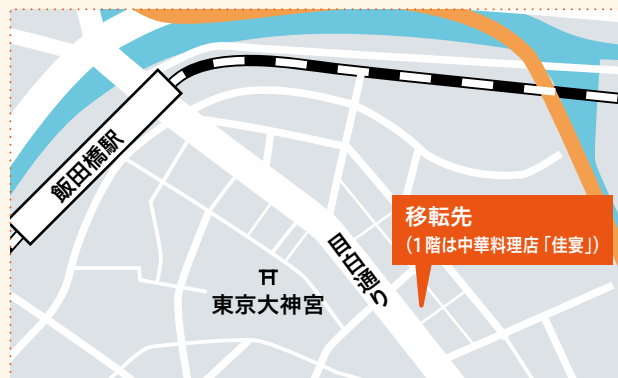 飯田橋駅
移転先
(1階は中華料理店「佳宴」)
目白通り
東京大神宮